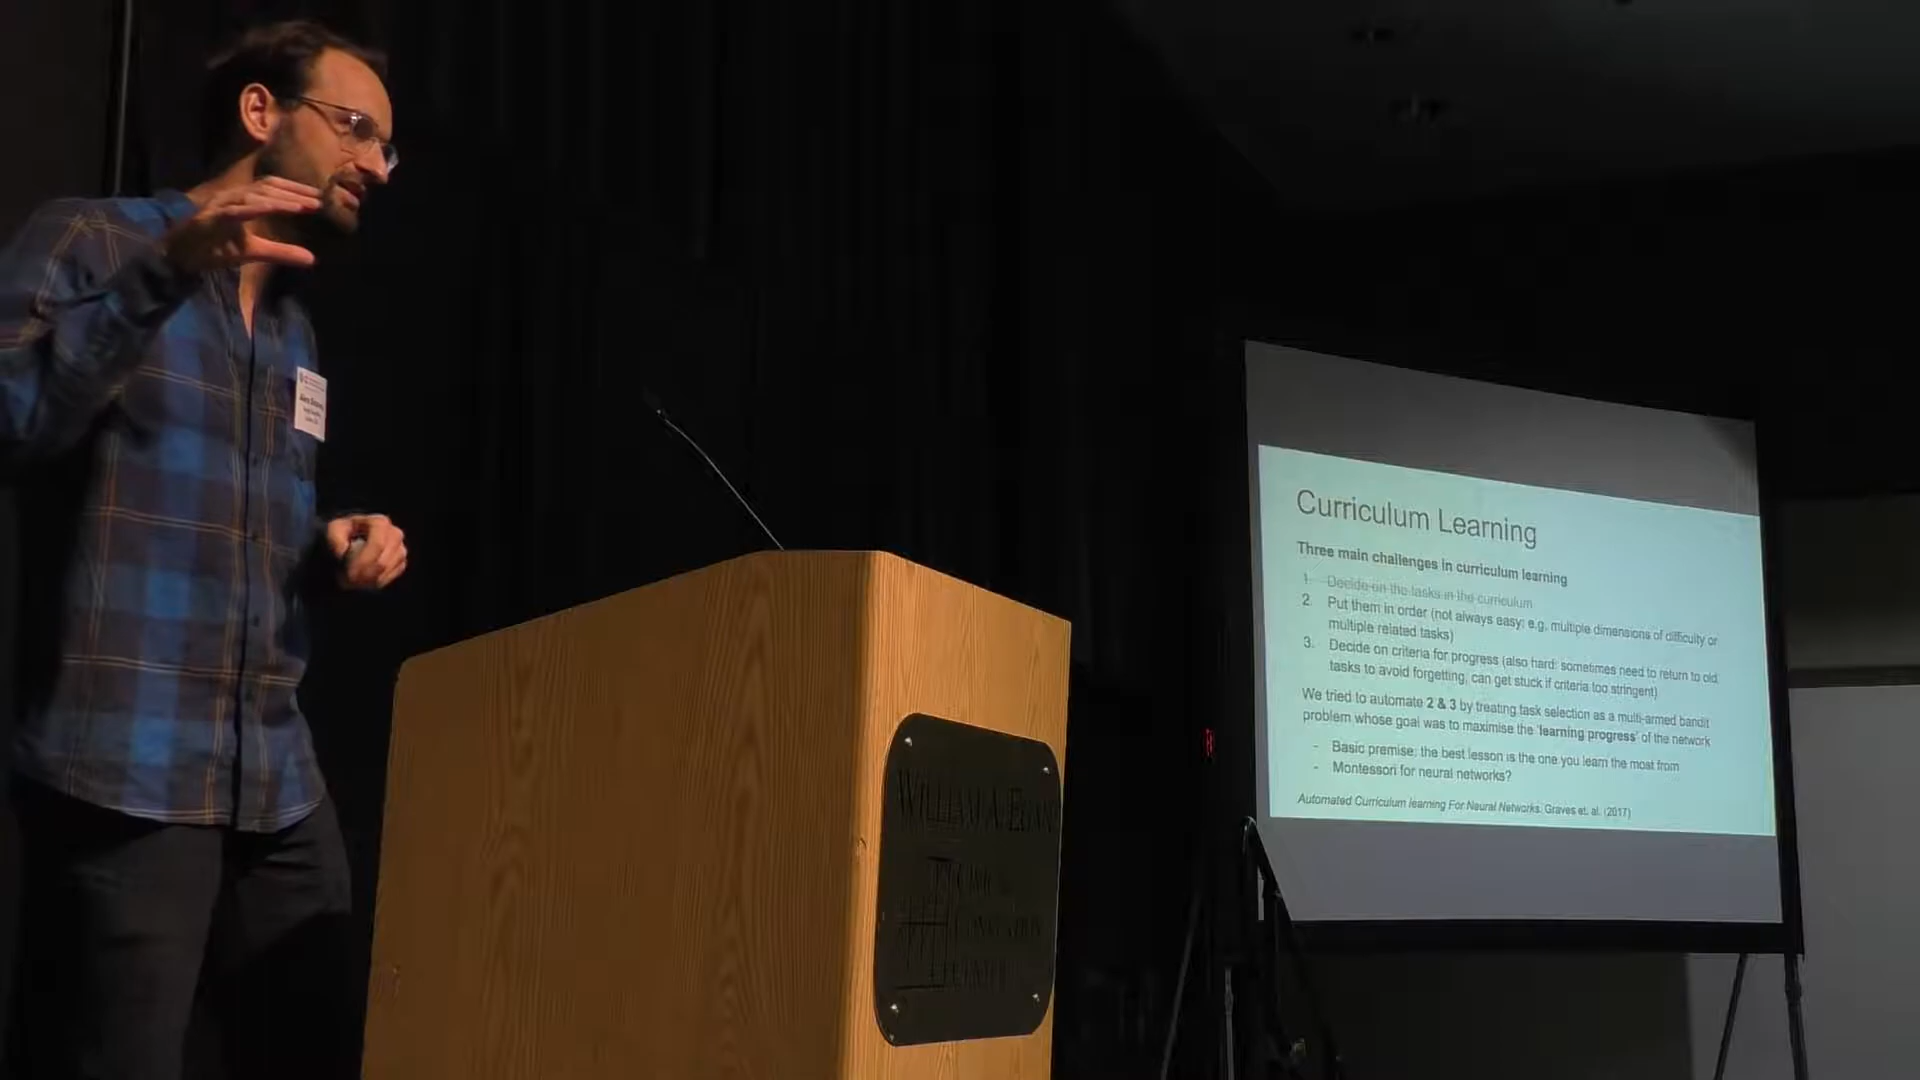 Curriculum Learning
Three main challenges in curriculum learning
1. Decide on the tasks in the curriculum
2. Put them in order (not always easy: e.g. multiple dimensions of difficulty or
multiple related tasks)
3. Decide on criteria for progress (also hard: sometimes need to return to old
tasks to avoid forgetting, can get stuck if criteria too stringent)
We tried to automate 2 & 3 by treating task selection as a multi-armed bandit
problem whose goal was to maximise the 'learning progress' of the network
- Basic premise: the best lesson is the one you learn the most from
- Montessori for neural networks?
Automated Curriculum learning For Neural Networks. Graves et. al. (2017)
WILLIAM A. EGAN
CIVIC &
CONVENTION
CENTER